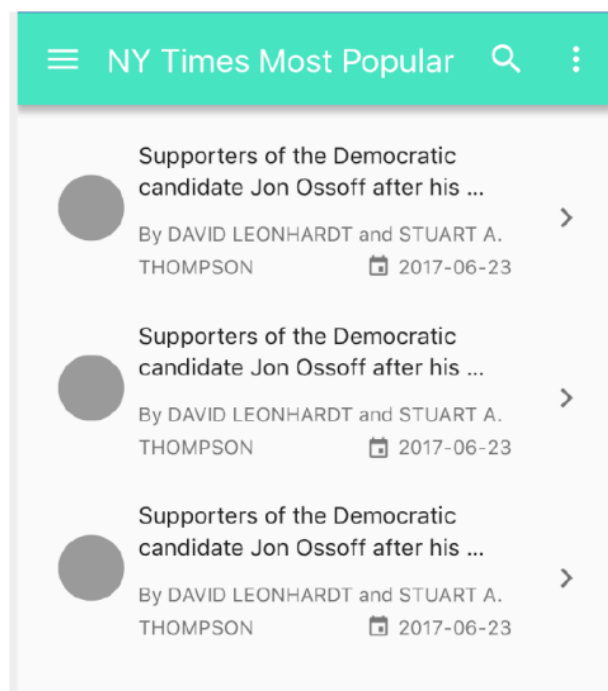 NY Times Most Popular
Supporters of the Democratic
candidate Jon Ossoff after his ...
By DAVID LEONHARDT and STUART A.
THOMPSON 2017-06-23
Supporters of the Democratic
candidate Jon Ossoff after his ...
By DAVID LEONHARDT and STUART A.
THOMPSON 2017-06-23
Supporters of the Democratic
candidate Jon Ossoff after his ...
By DAVID LEONHARDT and STUART A.
THOMPSON 2017-06-23